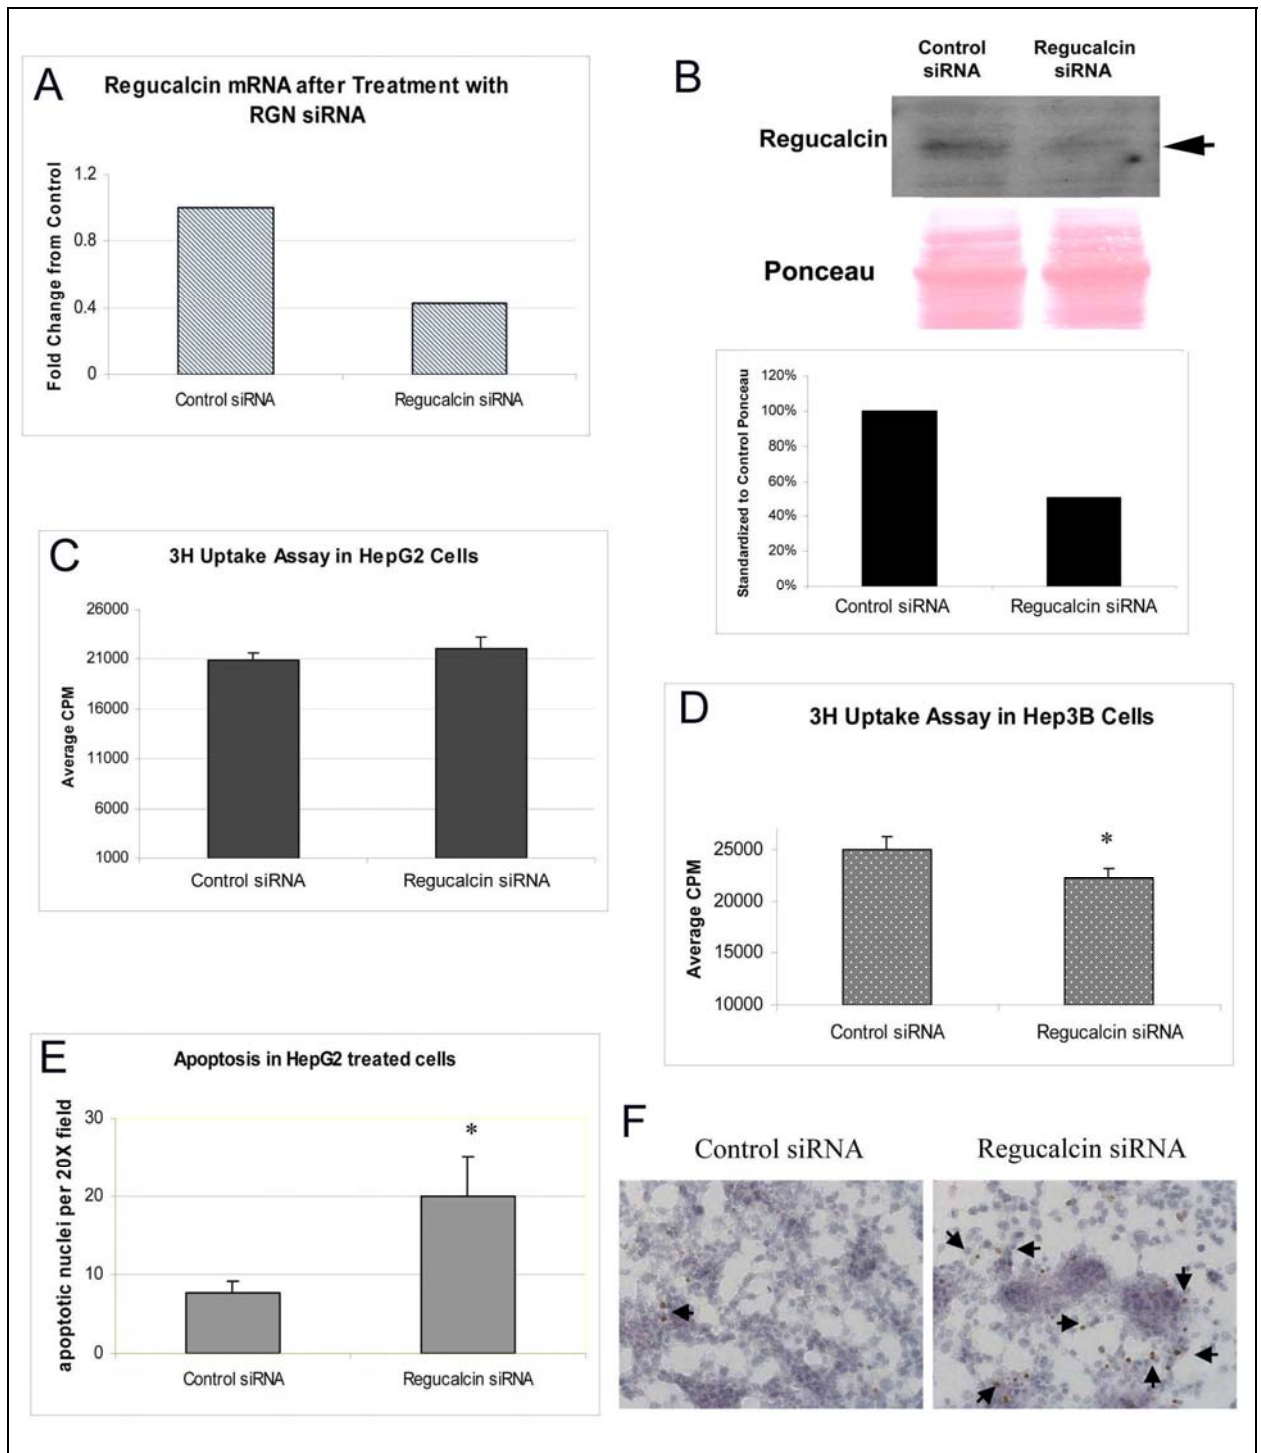 A
Regucalcin mRNA after Treatment with
RGN siRNA
Fold Change from Control
1.2
0.8
0.4
0
Control siRNA Regucalcin siRNA
B
Control
siRNA
Regucalcin
siRNA
Regucalcin
Ponceau
Standardized to Control Ponceau
120%
100%
80%
60%
40%
20%
0%
Control siRNA Regucalcin siRNA
C
3H Uptake Assay in HepG2 Cells
Average CPM
26000
21000
16000
11000
6000
1000
Control siRNA Regucalcin siRNA
D
3H Uptake Assay in Hep3B Cells
Average CPM
25000
20000
15000
10000
*
Control siRNA Regucalcin siRNA
E
Apoptosis in HepG2 treated cells
apoptotic nuclei per 20X field
30
20
10
0
*
Control siRNA Regucalcin siRNA
F
Control siRNA Regucalcin siRNA